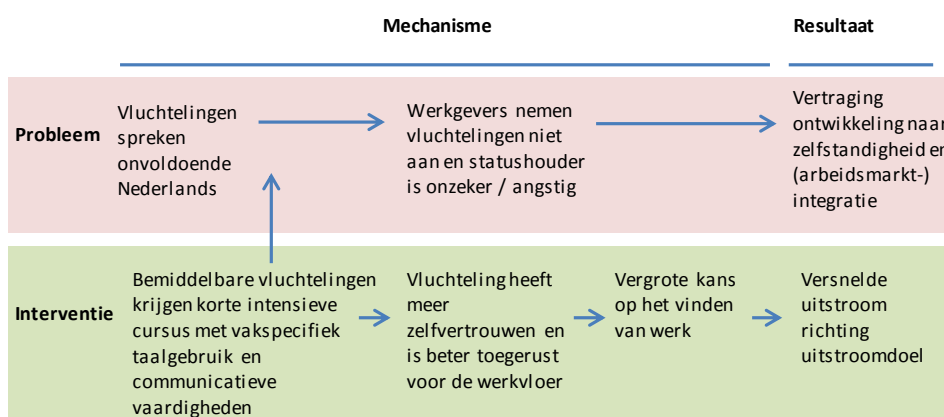 Mechanisme
Resultaat
Probleem
Vluchtelingen
spreken
onvoldoende
Nederlands
Werkgevers nemen
vluchtelingen niet
aan en statushouder
is onzeker / angstig
Vertraging
ontwikkeling naar
zelfstandigheid en
(arbeidsmarkt-)
integratie
Interventie
Bemiddelbare vluchtelingen
krijgen korte intensieve
cursus met vakspecifiek
taalgebruik en
communicatieve
vaardigheden
Vluchteling heeft
meer
zelfvertrouwen en
is beter toegerust
voor de werkvloer
Vergrote kans
op het vinden
van werk
Versnelde
uitstroom
richting
uitstroomdoel